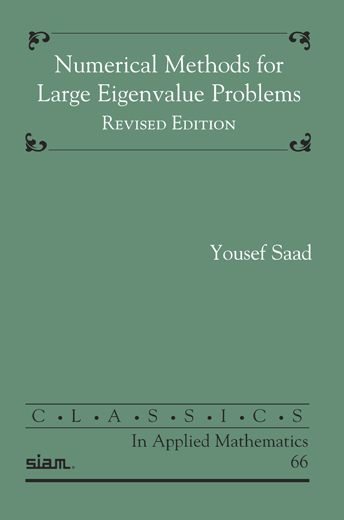 Numerical Methods for
Large Eigenvalue Problems
REVISED EDITION
Yousef Saad
C • L • A • S • S • I • C • S
In Applied Mathematics
siam®
66